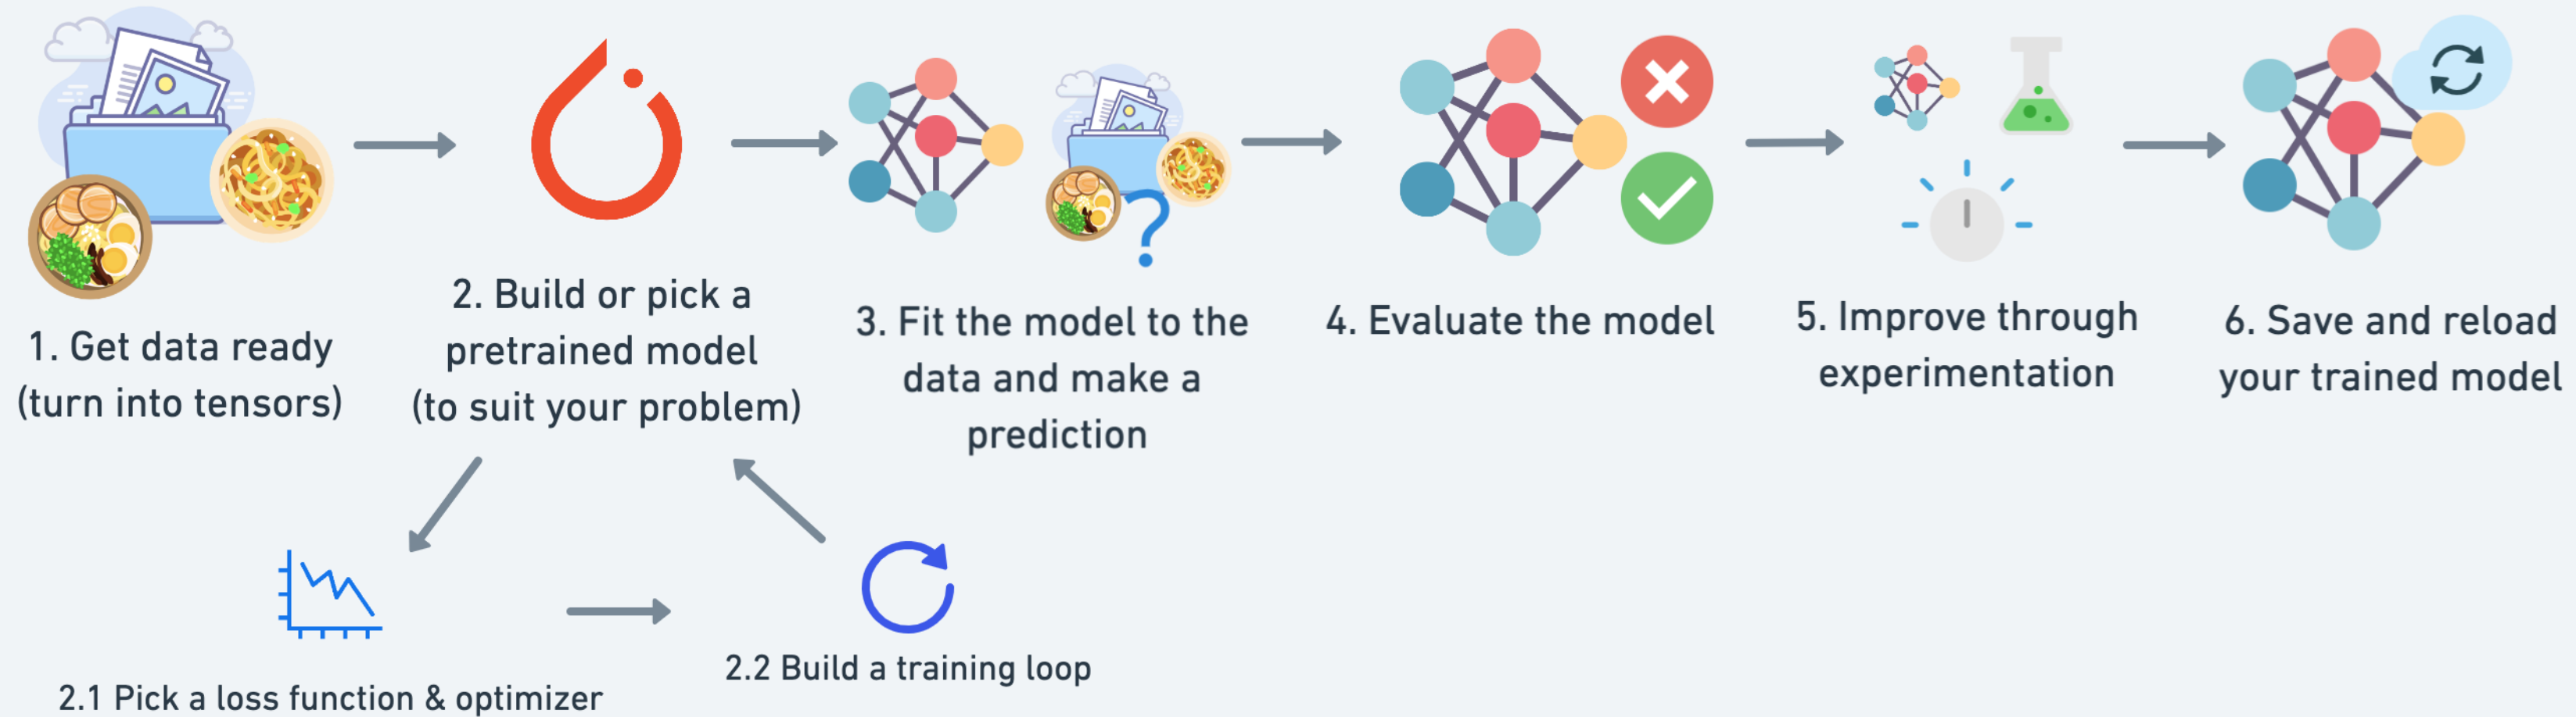 1. Get data ready
(turn into tensors)
2. Build or pick a
pretrained model
(to suit your problem)
3. Fit the model to the
data and make a
prediction
4. Evaluate the model
5. Improve through
experimentation
6. Save and reload
your trained model
2.1 Pick a loss function & optimizer
2.2 Build a training loop